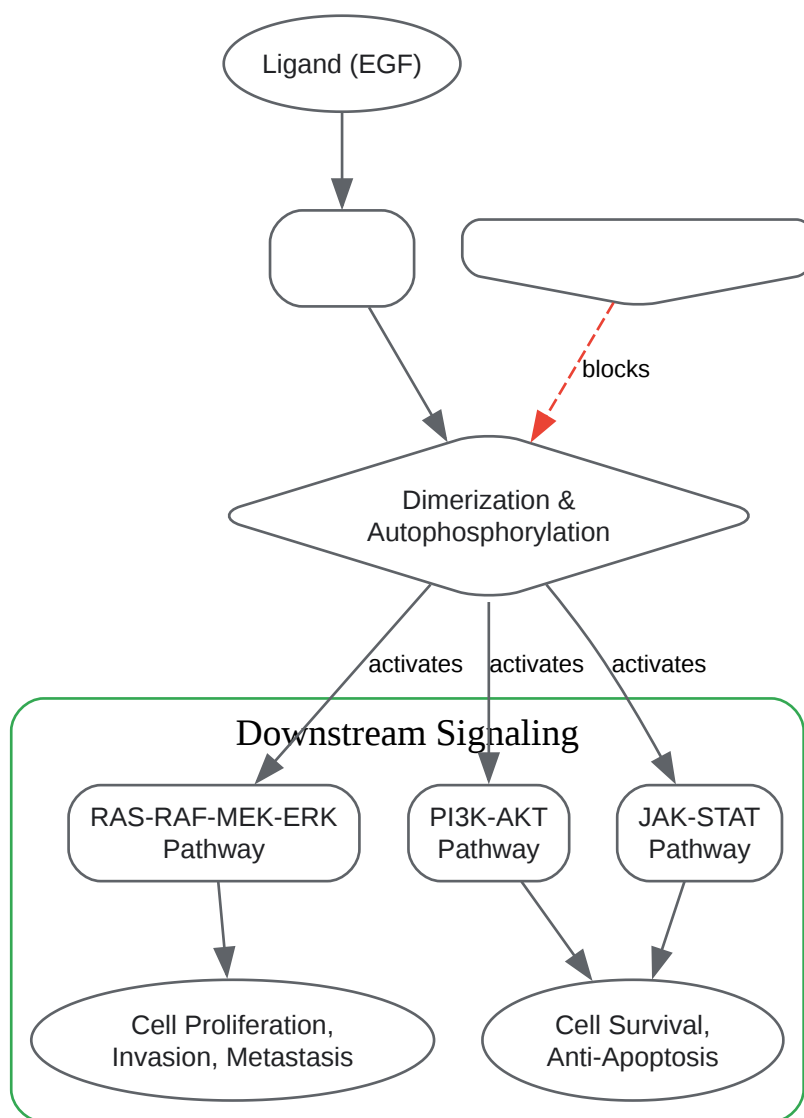 Ligand (EGF)
blocks
Dimerization &
Autophosphorylation
activates
activates
activates
Downstream Signaling
RAS-RAF-MEK-ERK
Pathway
PI3K-AKT
Pathway
JAK-STAT
Pathway
Cell Proliferation,
Invasion, Metastasis
Cell Survival,
Anti-Apoptosis